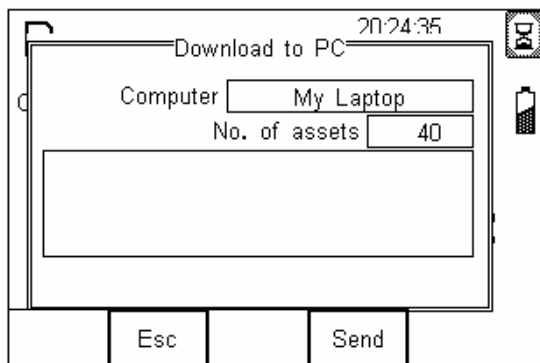 20:24:35
Download to PC
Computer My Laptop
No. of assets 40
Esc Send